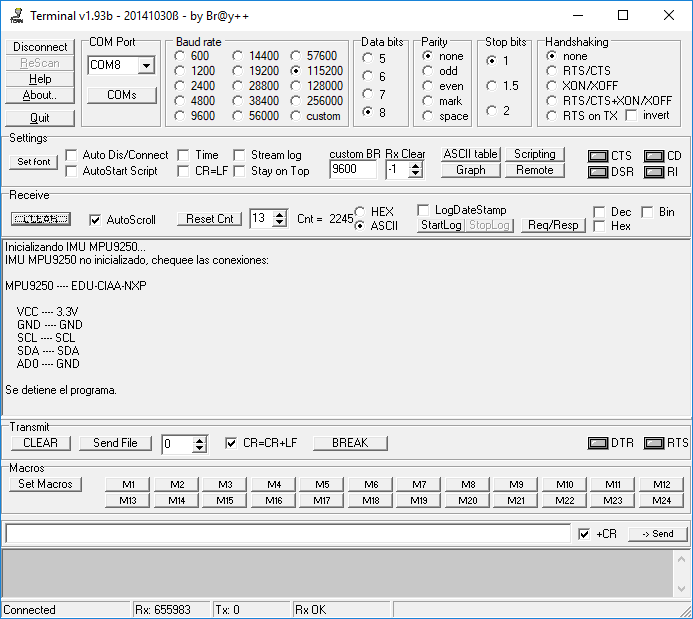 Terminal v1.93b - 20141030ß - by Br@y++
Disconnect
ReScan
Help
About..
Quit
COM Port
COM8
COMs
Baud rate
600 14400 57600
1200 19200 115200
2400 28800 128000
4800 38400 256000
9600 56000 custom
Data bits
5
6
7
8
Parity
none
odd
even
mark
space
Stop bits
1
1.5
2
Handshaking
none
RTS/CTS
XON/XOFF
RTS/CTS+XON/XOFF
RTS on TX invert
Settings
Set font
Auto Dis/Connect Time Stream log
AutoStart Script CR=LF Stay on Top
custom BR Rx Clear
9600 -1
ASCII table Scripting
Graph Remote
CTS CD
DSR RI
Receive
CLEAR
AutoScroll
Reset Cnt
13
Cnt = 2245
HEX
ASCII
LogDateStamp
StartLog StopLog
Req/Resp
Dec Bin
Hex
Inicializando IMU MPU9250...
IMU MPU9250 no inicializado, chequee las conexiones:
MPU9250 ---- EDU-CIAA-NXP
VCC ---- 3.3V
GND ---- GND
SCL ---- SCL
SDA ---- SDA
AD0 ---- GND
Se detiene el programa.
Transmit
CLEAR Send File 0 CR=CR+LF BREAK DTR RTS
Macros
Set Macros
M1 M2 M3 M4 M5 M6 M7 M8 M9 M10 M11 M12
M13 M14 M15 M16 M17 M18 M19 M20 M21 M22 M23 M24
+CR -> Send
Connected Rx: 655983 Tx: 0 Rx OK